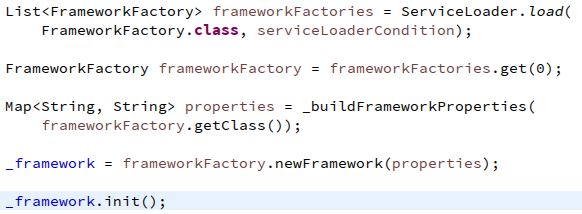 List<FrameworkFactory> frameworkFactories = ServiceLoader.load(
    FrameworkFactory.class, serviceLoaderCondition);

FrameworkFactory frameworkFactory = frameworkFactories.get(0);

Map<String, String> properties = _buildFrameworkProperties(
    frameworkFactory.getClass());

_framework = frameworkFactory.newFramework(properties);

_framework.init();